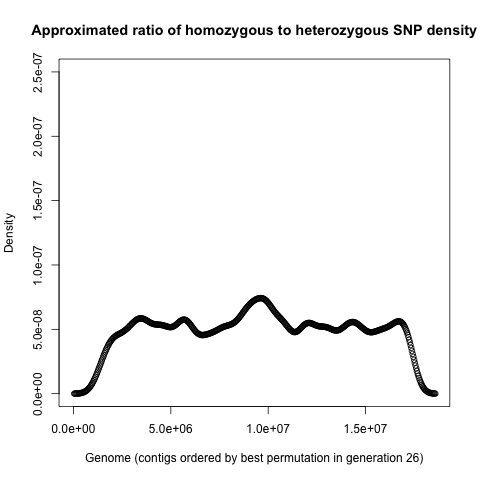 Approximated ratio of homozygous to heterozygous SNP density
2.5e-07
2.0e-07
1.5e-07
1.0e-07
5.0e-08
0.0e+00
Density
0.0e+00 5.0e+06 1.0e+07 1.5e+07
Genome (contigs ordered by best permutation in generation 26)